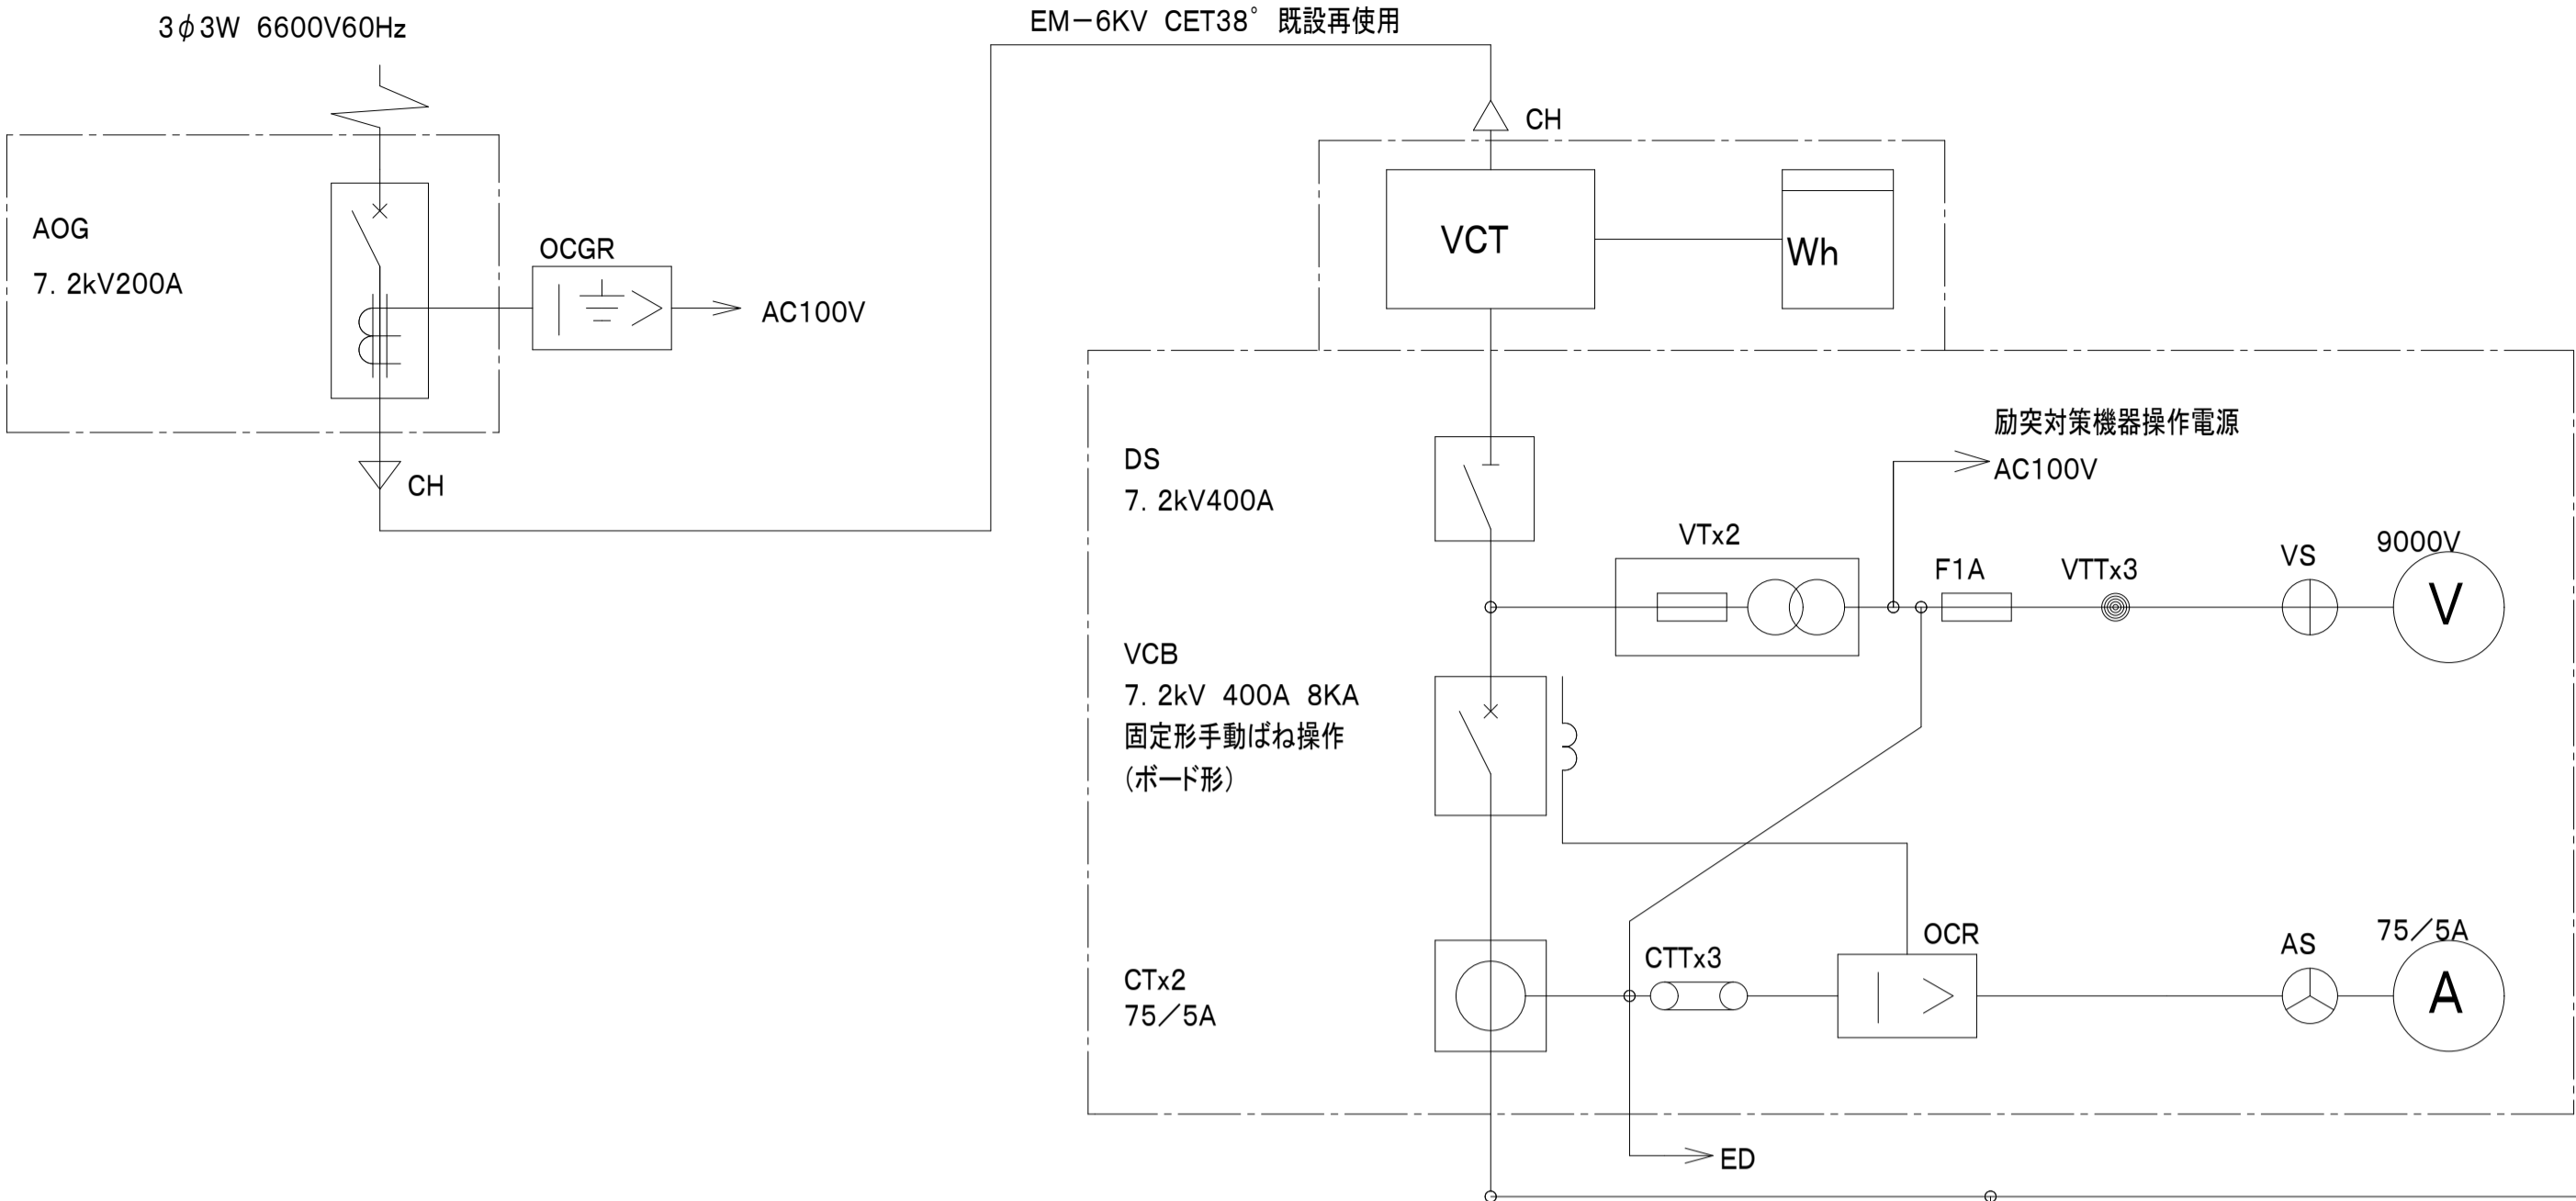 3φ3W 6600V60Hz
EM－6KV CET38° 既設再使用
CH
AOG
7. 2kV200A
OCGR
AC100V
CH
VCT
Wh
励突対策機器操作電源
AC100V
DS
7. 2kV400A
VTx2
F1A
VTTx3
VS
9000V
V
VCB
7. 2kV 400A 8KA
固定形手動ばね操作
（ボード形）
CTx2
75／5A
CTTx3
OCR
AS
75／5A
A
ED